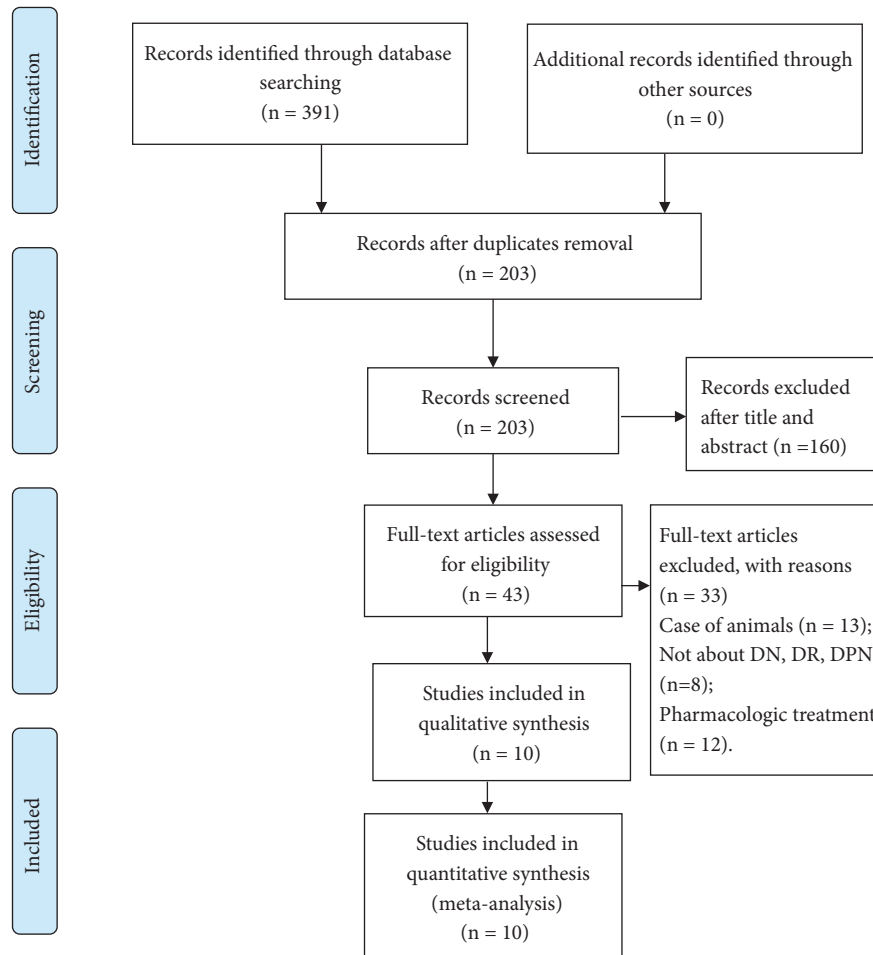 Identification
Records identified through database
searching
(n = 391)
Additional records identified through
other sources
(n = 0)
Records after duplicates removal
(n = 203)
Screening
Records screened
(n = 203)
Records excluded
after title and
abstract (n =160)
Eligibility
Full-text articles assessed
for eligibility
(n = 43)
Full-text articles
excluded, with reasons
(n = 33)
Case of animals (n = 13);
Not about DN, DR, DPN
(n=8);
Pharmacologic treatment
(n = 12).
Studies included in
qualitative synthesis
(n = 10)
Included
Studies included in
quantitative synthesis
(meta-analysis)
(n = 10)